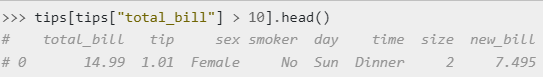 >>> tips[tips["total_bill"] > 10].head()
#    total_bill   tip     sex smoker  day    time  size  new_bill
# 0       14.99  1.01  Female     No  Sun  Dinner     2     7.495